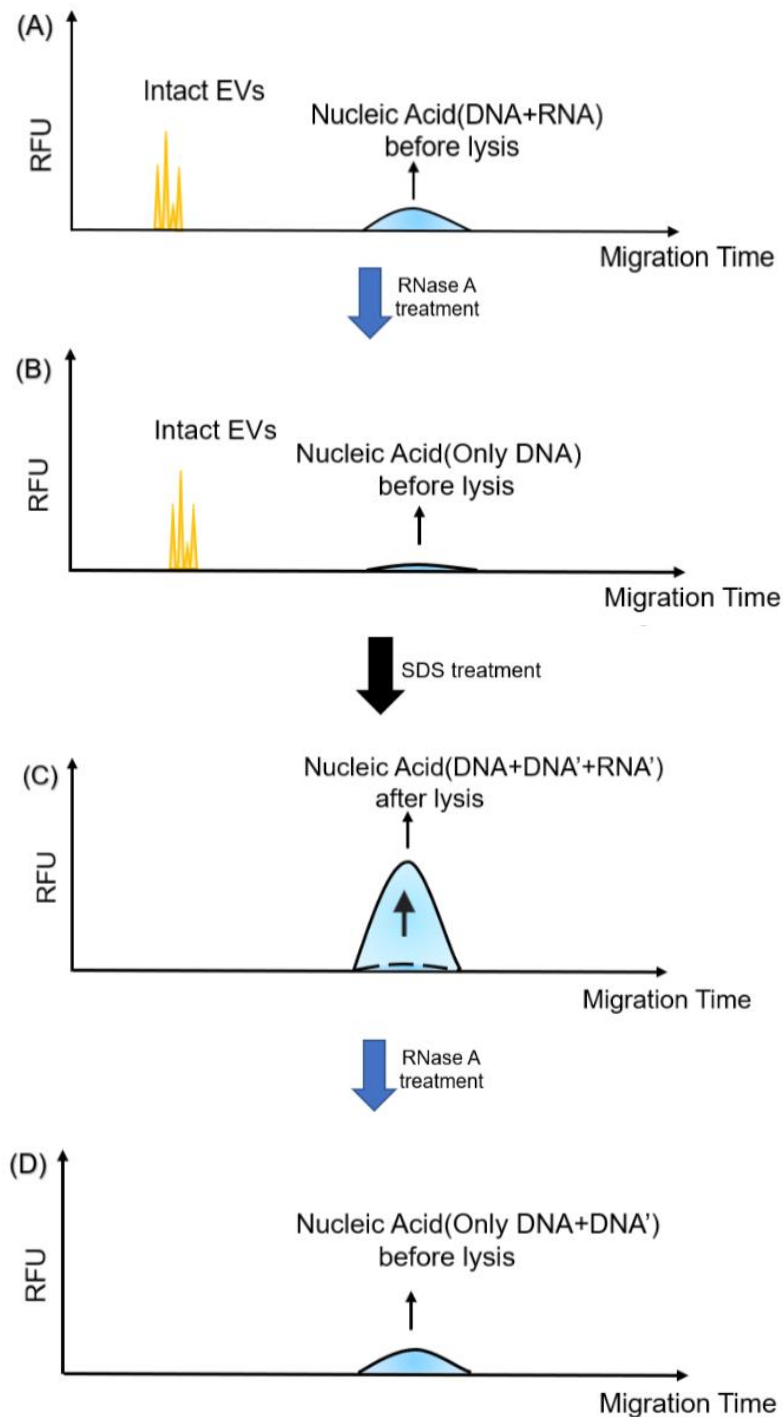 (A)
Intact EVs
Nucleic Acid(DNA+RNA)
before lysis
RFU
Migration Time
RNase A
treatment
(B)
Intact EVs
Nucleic Acid(Only DNA)
before lysis
RFU
Migration Time
SDS treatment
(C)
Nucleic Acid(DNA+DNA’+RNA’)
after lysis
RFU
Migration Time
RNase A
treatment
(D)
Nucleic Acid(Only DNA+DNA’)
before lysis
RFU
Migration Time